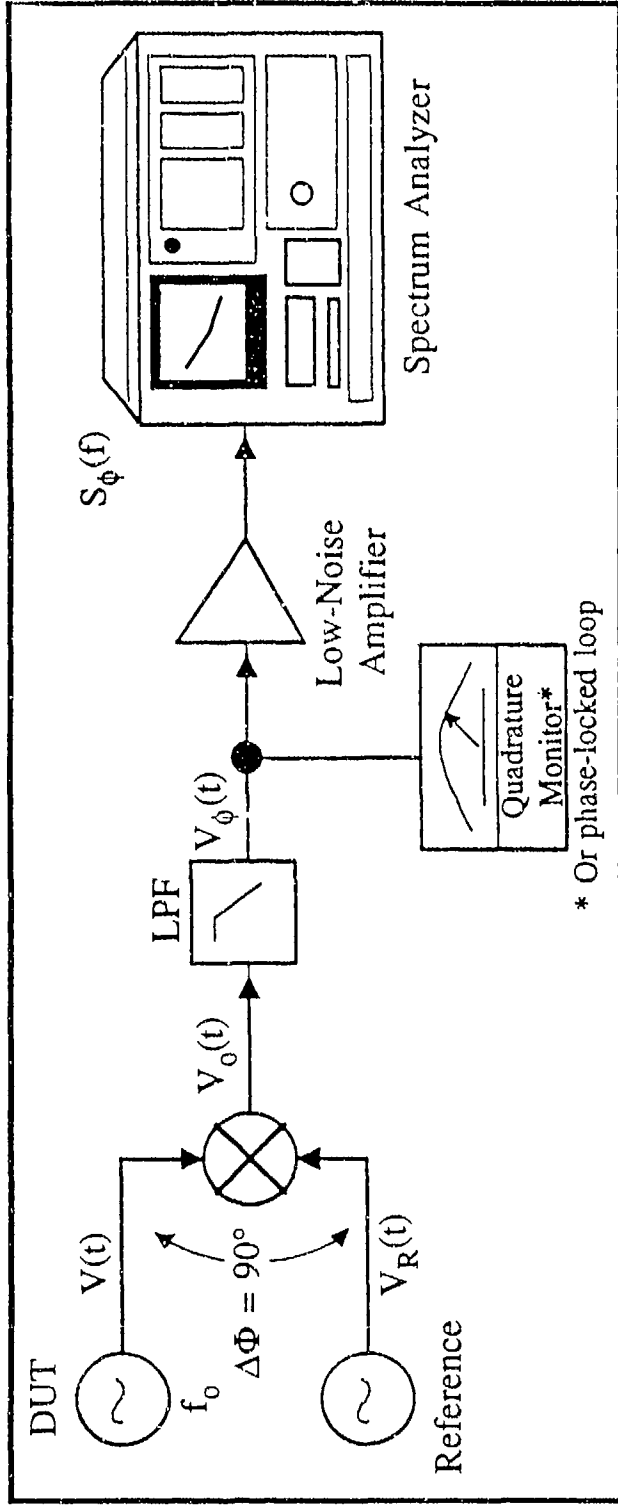 DUT
f₀
V(t)
ΔΦ = 90°
V_R(t)
Reference
V₀(t)
LPF
V_ϕ(t)
Quadrature
Monitor*
* Or phase-locked loop
Low-Noise
Amplifier
S_ϕ(f)
Spectrum Analyzer